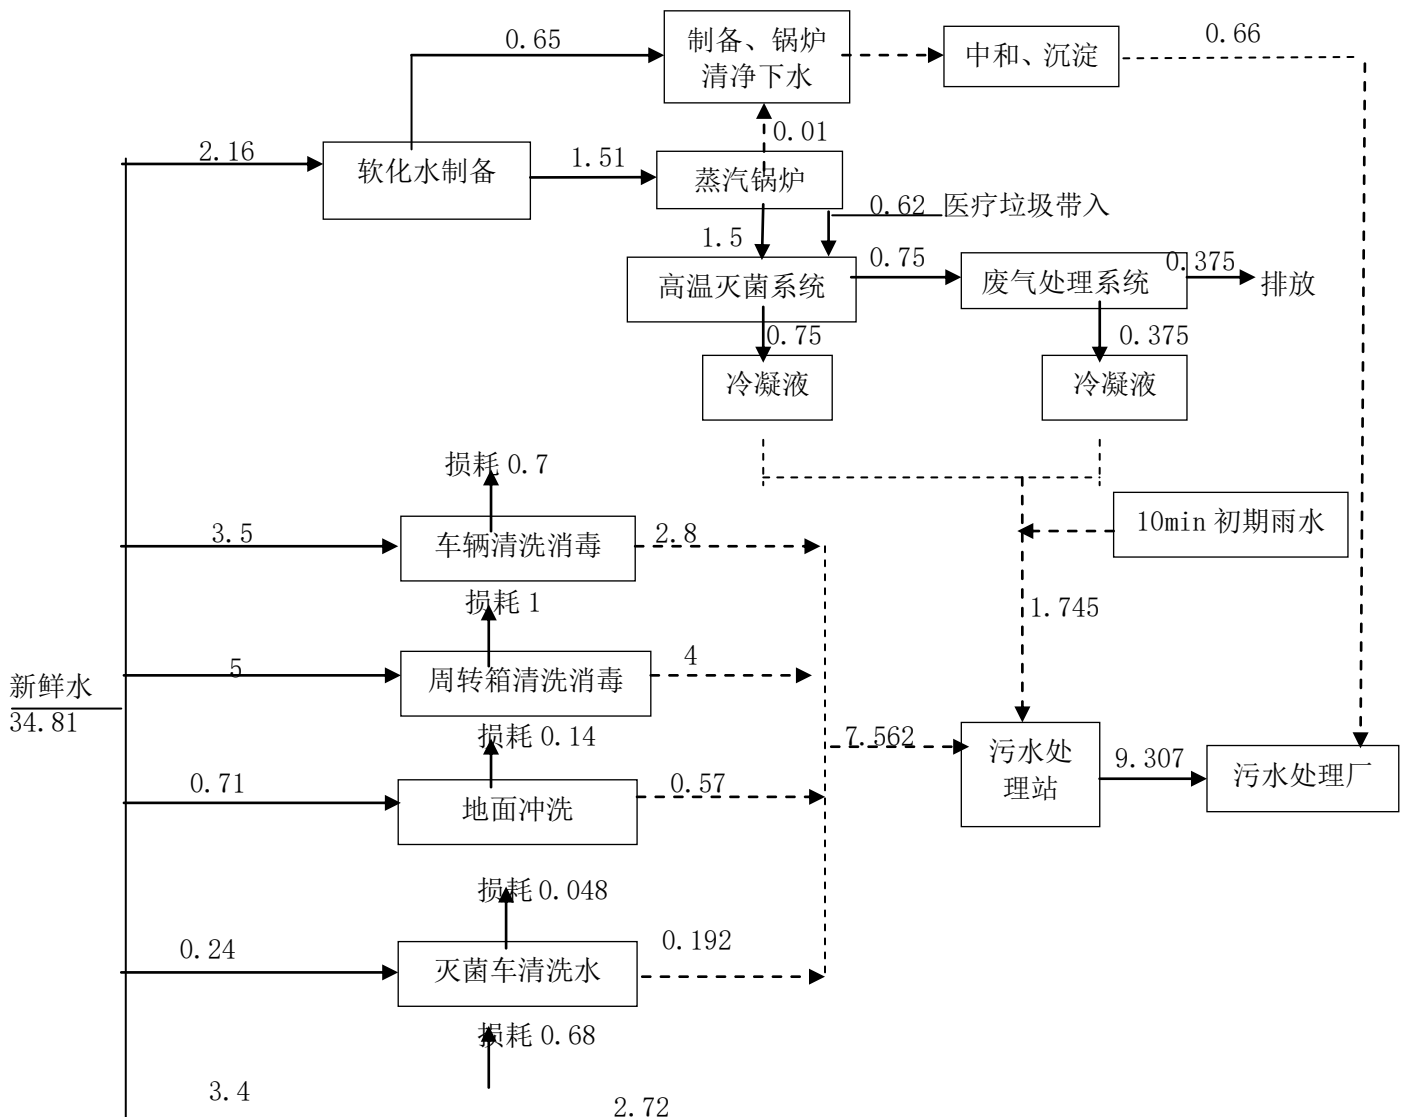 0.65
制备、锅炉
清净下水
中和、沉淀
0.66
0.01
2.16
软化水制备
1.51
蒸汽锅炉
0.62
医疗垃圾带入
1.5
高温灭菌系统
0.75
废气处理系统
0.375
排放
0.75
0.375
冷凝液
冷凝液
损耗 0.7
3.5
车辆清洗消毒
2.8
10min 初期雨水
损耗 1
1.745
5
周转箱清洗消毒
4
新鲜水
34.81
损耗 0.14
7.562
污水处
理站
9.307
污水处理厂
0.71
地面冲洗
0.57
损耗 0.048
0.24
灭菌车清洗水
0.192
损耗 0.68
3.4
2.72